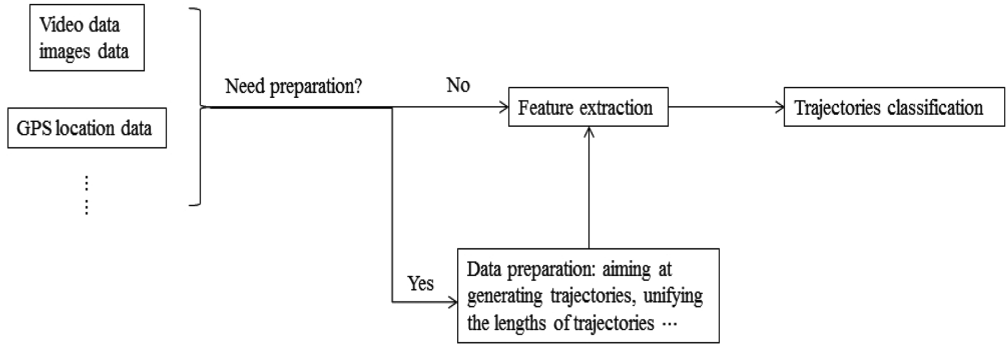 Video data
images data
GPS location data
⋮
⋮
Need preparation?
No
Yes
Feature extraction
Trajectories classification
Data preparation: aiming at
generating trajectories, unifying
the lengths of trajectories ⋯